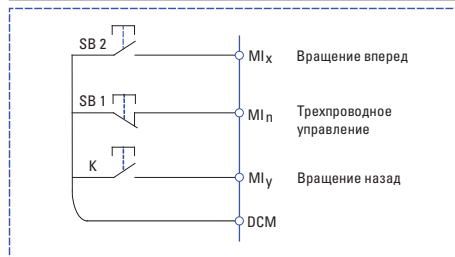 SB 2 MIx Вращение вперед
SB 1 MIn Трехпроводное
управление
K MIy Вращение назад
DCM